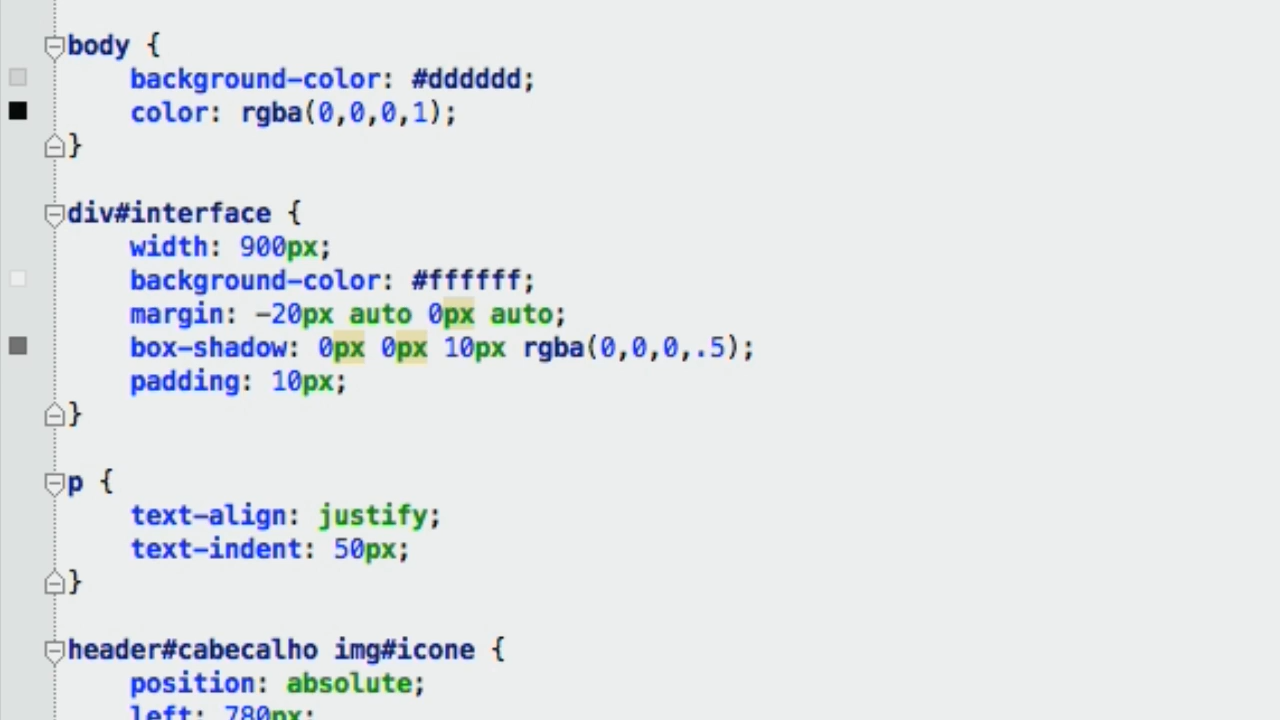 body {
    background-color: #dddddd;
    color: rgba(0,0,0,1);
}
div#interface {
    width: 900px;
    background-color: #ffffff;
    margin: -20px auto 0px auto;
    box-shadow: 0px 0px 10px rgba(0,0,0,.5);
    padding: 10px;
}
p {
    text-align: justify;
    text-indent: 50px;
}
header#cabecalho img#icone {
    position: absolute;
    left: 780px;